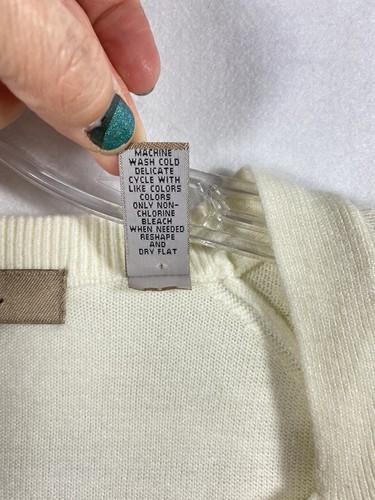 MACHINE
WASH COLD
DELICATE
CYCLE WITH
LIKE COLORS
COLORS
ONLY NON-
CHLORINE
BLEACH
WHEN NEEDED
RESHAPE
AND
DRY FLAT